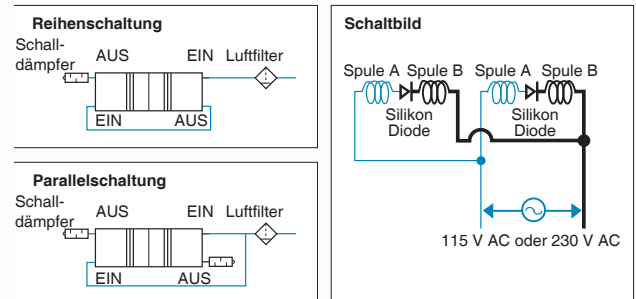 Reihenschaltung
Schall-
dämpfer
AUS
EIN
Luftfilter
EIN
AUS
Parallelschaltung
Schall-
dämpfer
AUS
EIN
Luftfilter
EIN
AUS
Schaltbild
Spule A Spule B Spule A Spule B
Silikon
Diode
Silikon
Diode
115 V AC oder 230 V AC